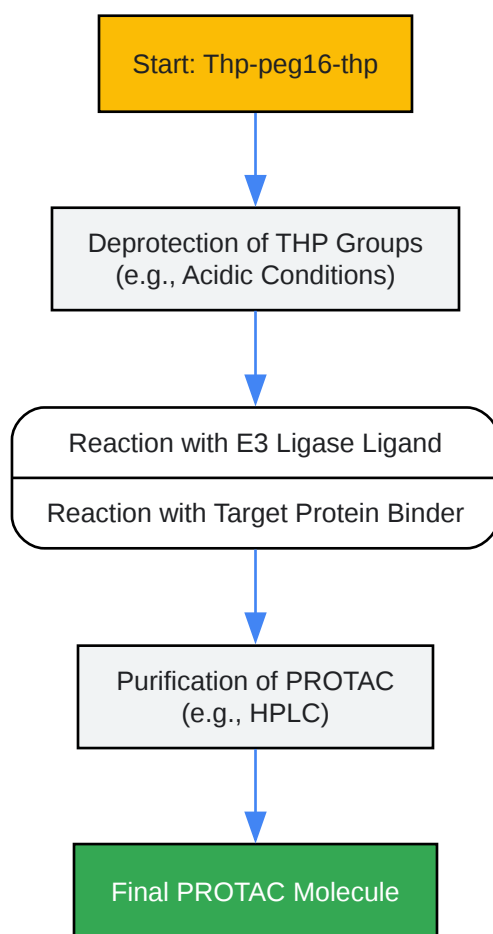 Start: Thp-peg16-thp
Deprotection of THP Groups
(e.g., Acidic Conditions)
Reaction with E3 Ligase Ligand
Reaction with Target Protein Binder
Purification of PROTAC
(e.g., HPLC)
Final PROTAC Molecule